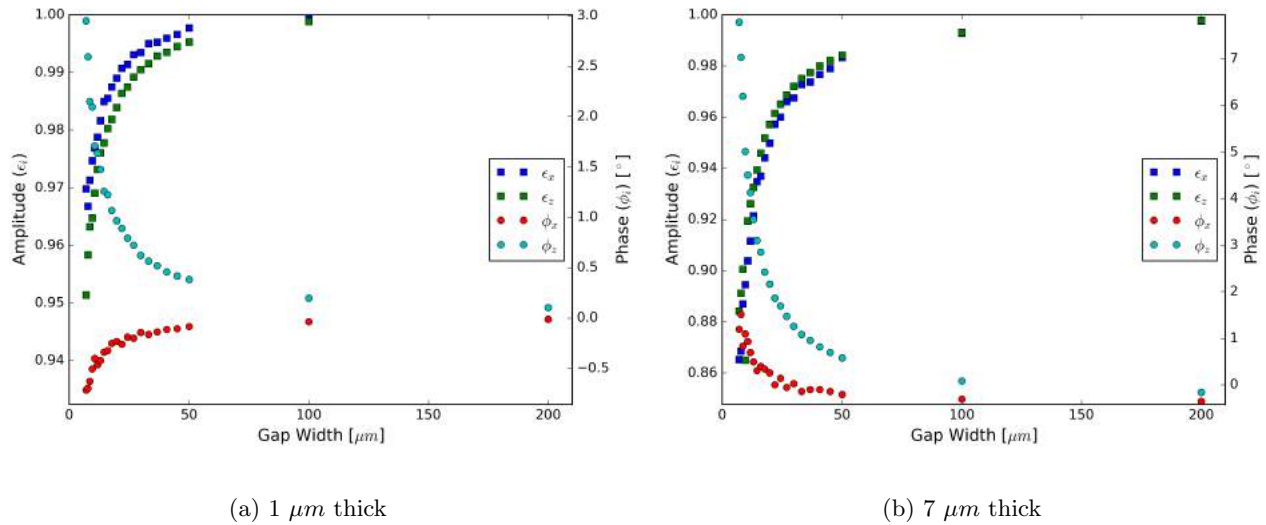 1.00
0.99
0.98
0.97
0.96
0.95
0.94
Amplitude (ϵ_i)
0
50
100
150
200
Gap Width [μm]
3.0
2.5
2.0
1.5
1.0
0.5
0.0
−0.5
Phase (ϕ_i) [°]
ϵ_x
ϵ_z
ϕ_x
ϕ_z
(a) 1 μm thick
1.00
0.98
0.96
0.94
0.92
0.90
0.88
0.86
Amplitude (ϵ_i)
0
50
100
150
200
Gap Width [μm]
7
6
5
4
3
2
1
0
Phase (ϕ_i) [°]
ϵ_x
ϵ_z
ϕ_x
ϕ_z
(b) 7 μm thick